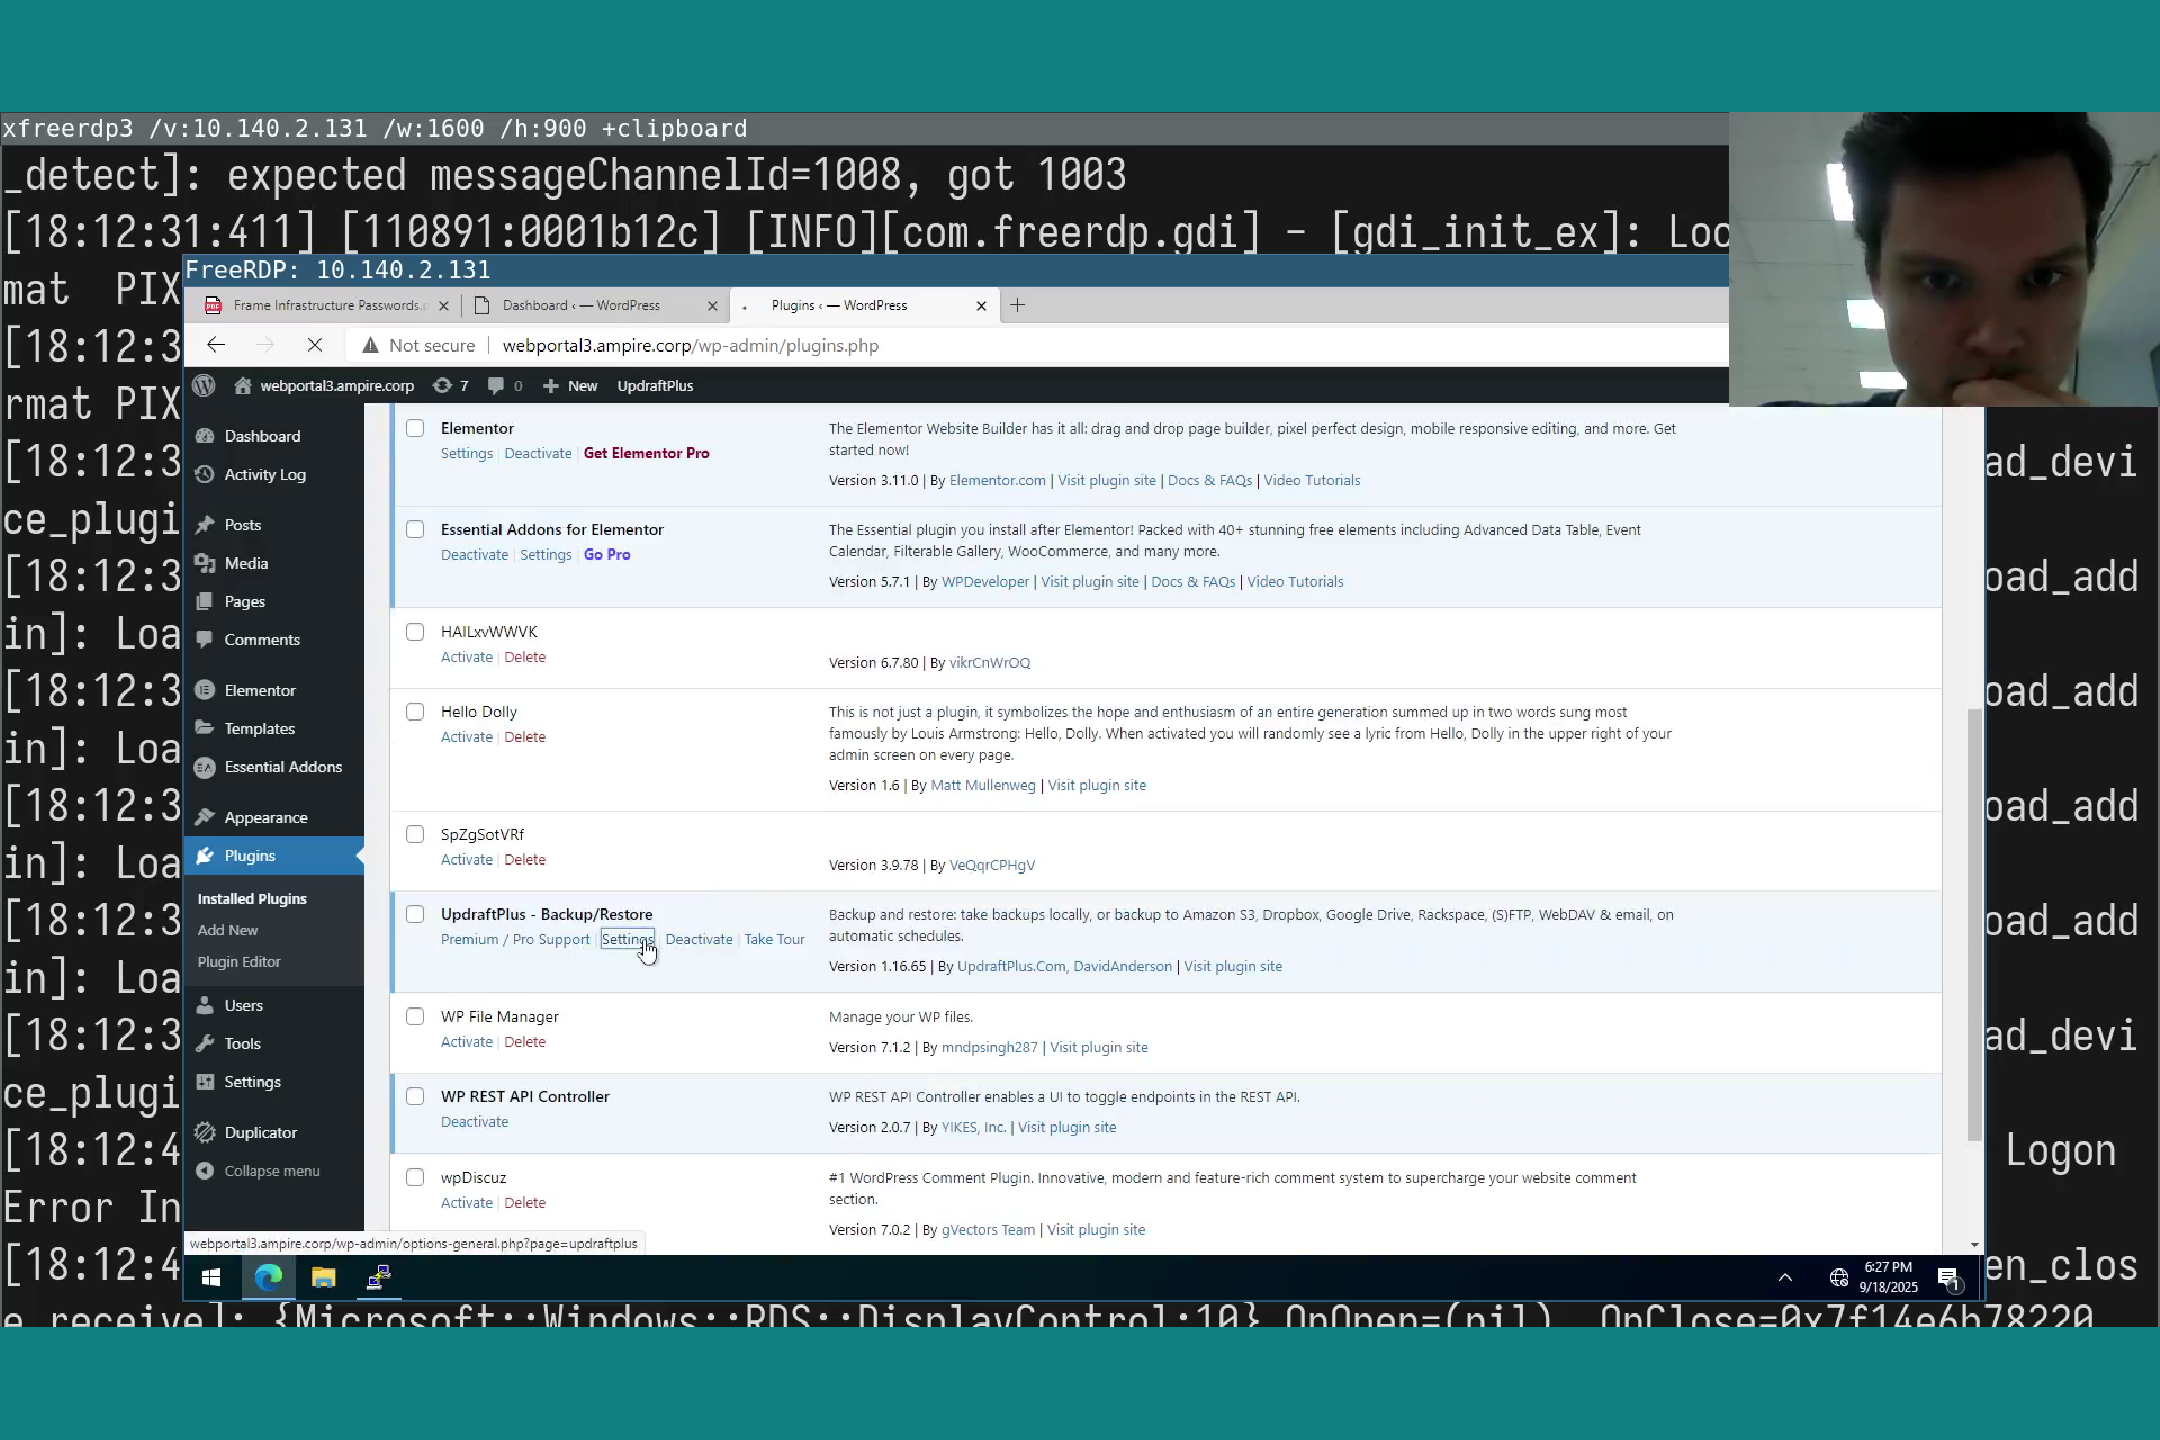 xfreerdp3 /v:10.140.2.131 /w:1600 /h:900 +clipboard
_detect]: expected messageChannelId=1008, got 1003
[18:12:31:411] [110891:0001b12c] [INFO][com.freerdp.gdi] - [gdi_init_ex]: Loc
mat PIX
FreeRDP: 10.140.2.131
Frame Infrastructure Passwords.
Dashboard ‹ — WordPress
Plugins ‹ — WordPress
[18:12:3
Not secure
webportal3.ampire.corp/wp-admin/plugins.php
webportal3.ampire.corp
7
0
New
UpdraftPlus
rmat PIX
Dashboard
Activity Log
Posts
Media
Pages
Comments
Elementor
Templates
Essential Addons
Appearance
Plugins
Installed Plugins
Add New
Plugin Editor
Users
Tools
Settings
Duplicator
Collapse menu
Elementor
Settings | Deactivate | Get Elementor Pro
The Elementor Website Builder has it all: drag and drop page builder, pixel perfect design, mobile responsive editing, and more. Get
started now!
Version 3.11.0 | By Elementor.com | Visit plugin site | Docs & FAQs | Video Tutorials
Essential Addons for Elementor
Deactivate | Settings | Go Pro
The Essential plugin you install after Elementor! Packed with 40+ stunning free elements including Advanced Data Table, Event
Calendar, Filterable Gallery, WooCommerce, and many more.
Version 5.7.1 | By WPDeveloper | Visit plugin site | Docs & FAQs | Video Tutorials
Activate | Delete
Version 6.7.80 | By vikrCnWrOQ
Hello Dolly
Activate | Delete
This is not just a plugin, it symbolizes the hope and enthusiasm of an entire generation summed up in two words sung most
famously by Louis Armstrong: Hello, Dolly. When activated you will randomly see a lyric from Hello, Dolly in the upper right of your
admin screen on every page.
Version 1.6 | By Matt Mullenweg | Visit plugin site
SpZgSotVRf
Activate | Delete
Version 3.9.78 | By VeQqrCPHgV
UpdraftPlus - Backup/Restore
Premium / Pro Support | Settings | Deactivate | Take Tour
Backup and restore: take backups locally, or backup to Amazon S3, Dropbox, Google Drive, Rackspace, (S)FTP, WebDAV & email, on
automatic schedules.
Version 1.16.65 | By UpdraftPlus.Com, DavidAnderson | Visit plugin site
WP File Manager
Activate | Delete
Manage your WP files.
Version 7.1.2 | By mndpsingh287 | Visit plugin site
WP REST API Controller
Deactivate
WP REST API Controller enables a UI to toggle endpoints in the REST API.
Version 2.0.7 | By YIKES, Inc. | Visit plugin site
wpDiscuz
Activate | Delete
#1 WordPress Comment Plugin. Innovative, modern and feature-rich comment system to supercharge your website comment
section.
Version 7.0.2 | By gVectors Team | Visit plugin site
webportal3.ampire.corp/wp-admin/options-general.php?page=updraftplus
6:27 PM
9/18/2025
1
[18:12:3
ad_devi
ce_plugi
[18:12:3
oad_add
in]: Loa
[18:12:3
oad_add
in]: Loa
[18:12:3
oad_add
in]: Loa
[18:12:3
oad_add
in]: Loa
[18:12:3
ad_devi
ce_plugi
[18:12:4
Logon
Error In
[18:12:4
en_clos
e_receive]: {Microsoft::Windows::RDS::DisplayControl:10} OnOpen=(nil), OnClose=0x7f14e6b78220